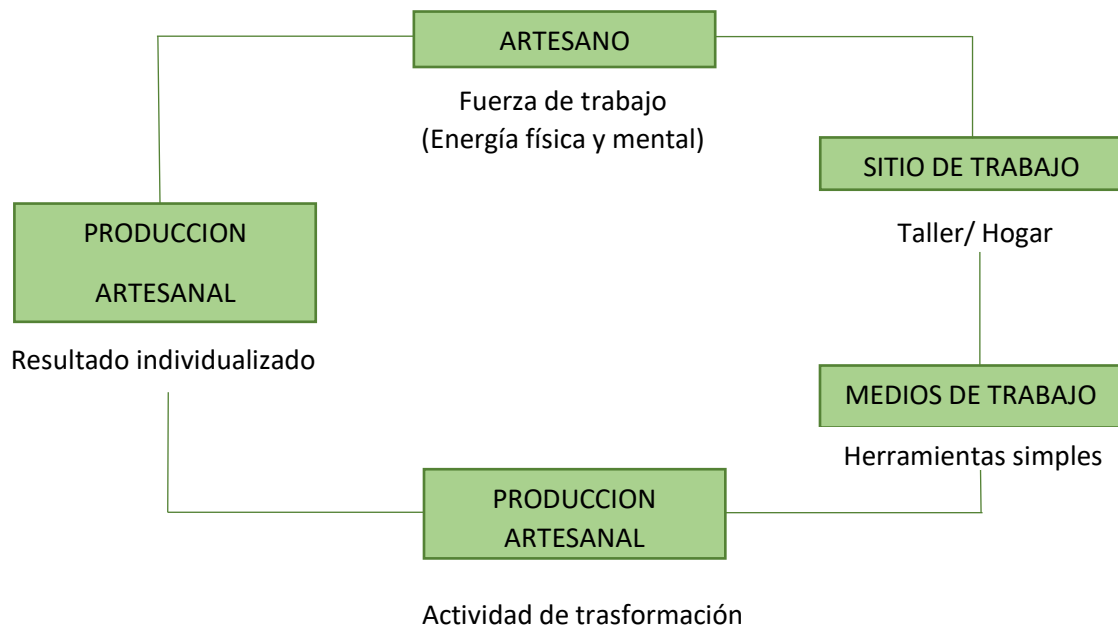 ARTESANO
Fuerza de trabajo
(Energía física y mental)
SITIO DE TRABAJO
Taller/ Hogar
PRODUCCION
ARTESANAL
Resultado individualizado
MEDIOS DE TRABAJO
Herramientas simples
PRODUCCION
ARTESANAL
Actividad de trasformación